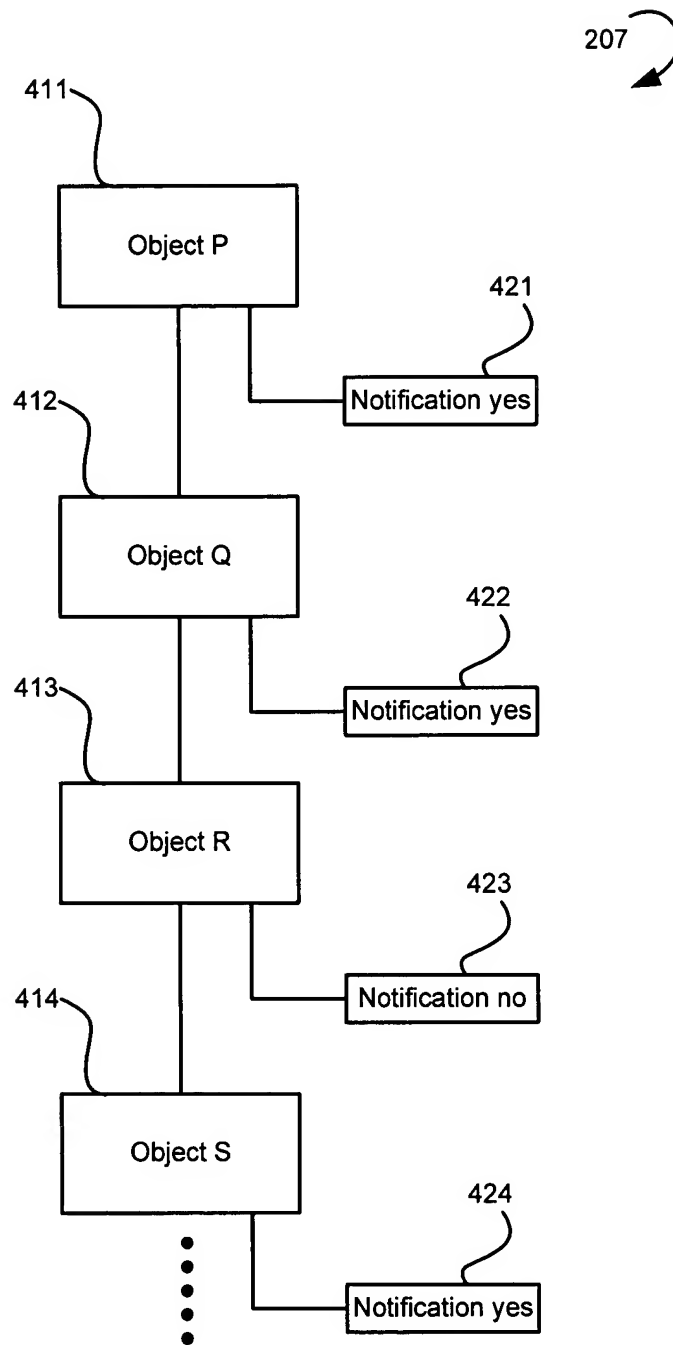 207
411
Object P
421
Notification yes
412
Object Q
422
Notification yes
413
Object R
423
Notification no
414
Object S
424
Notification yes